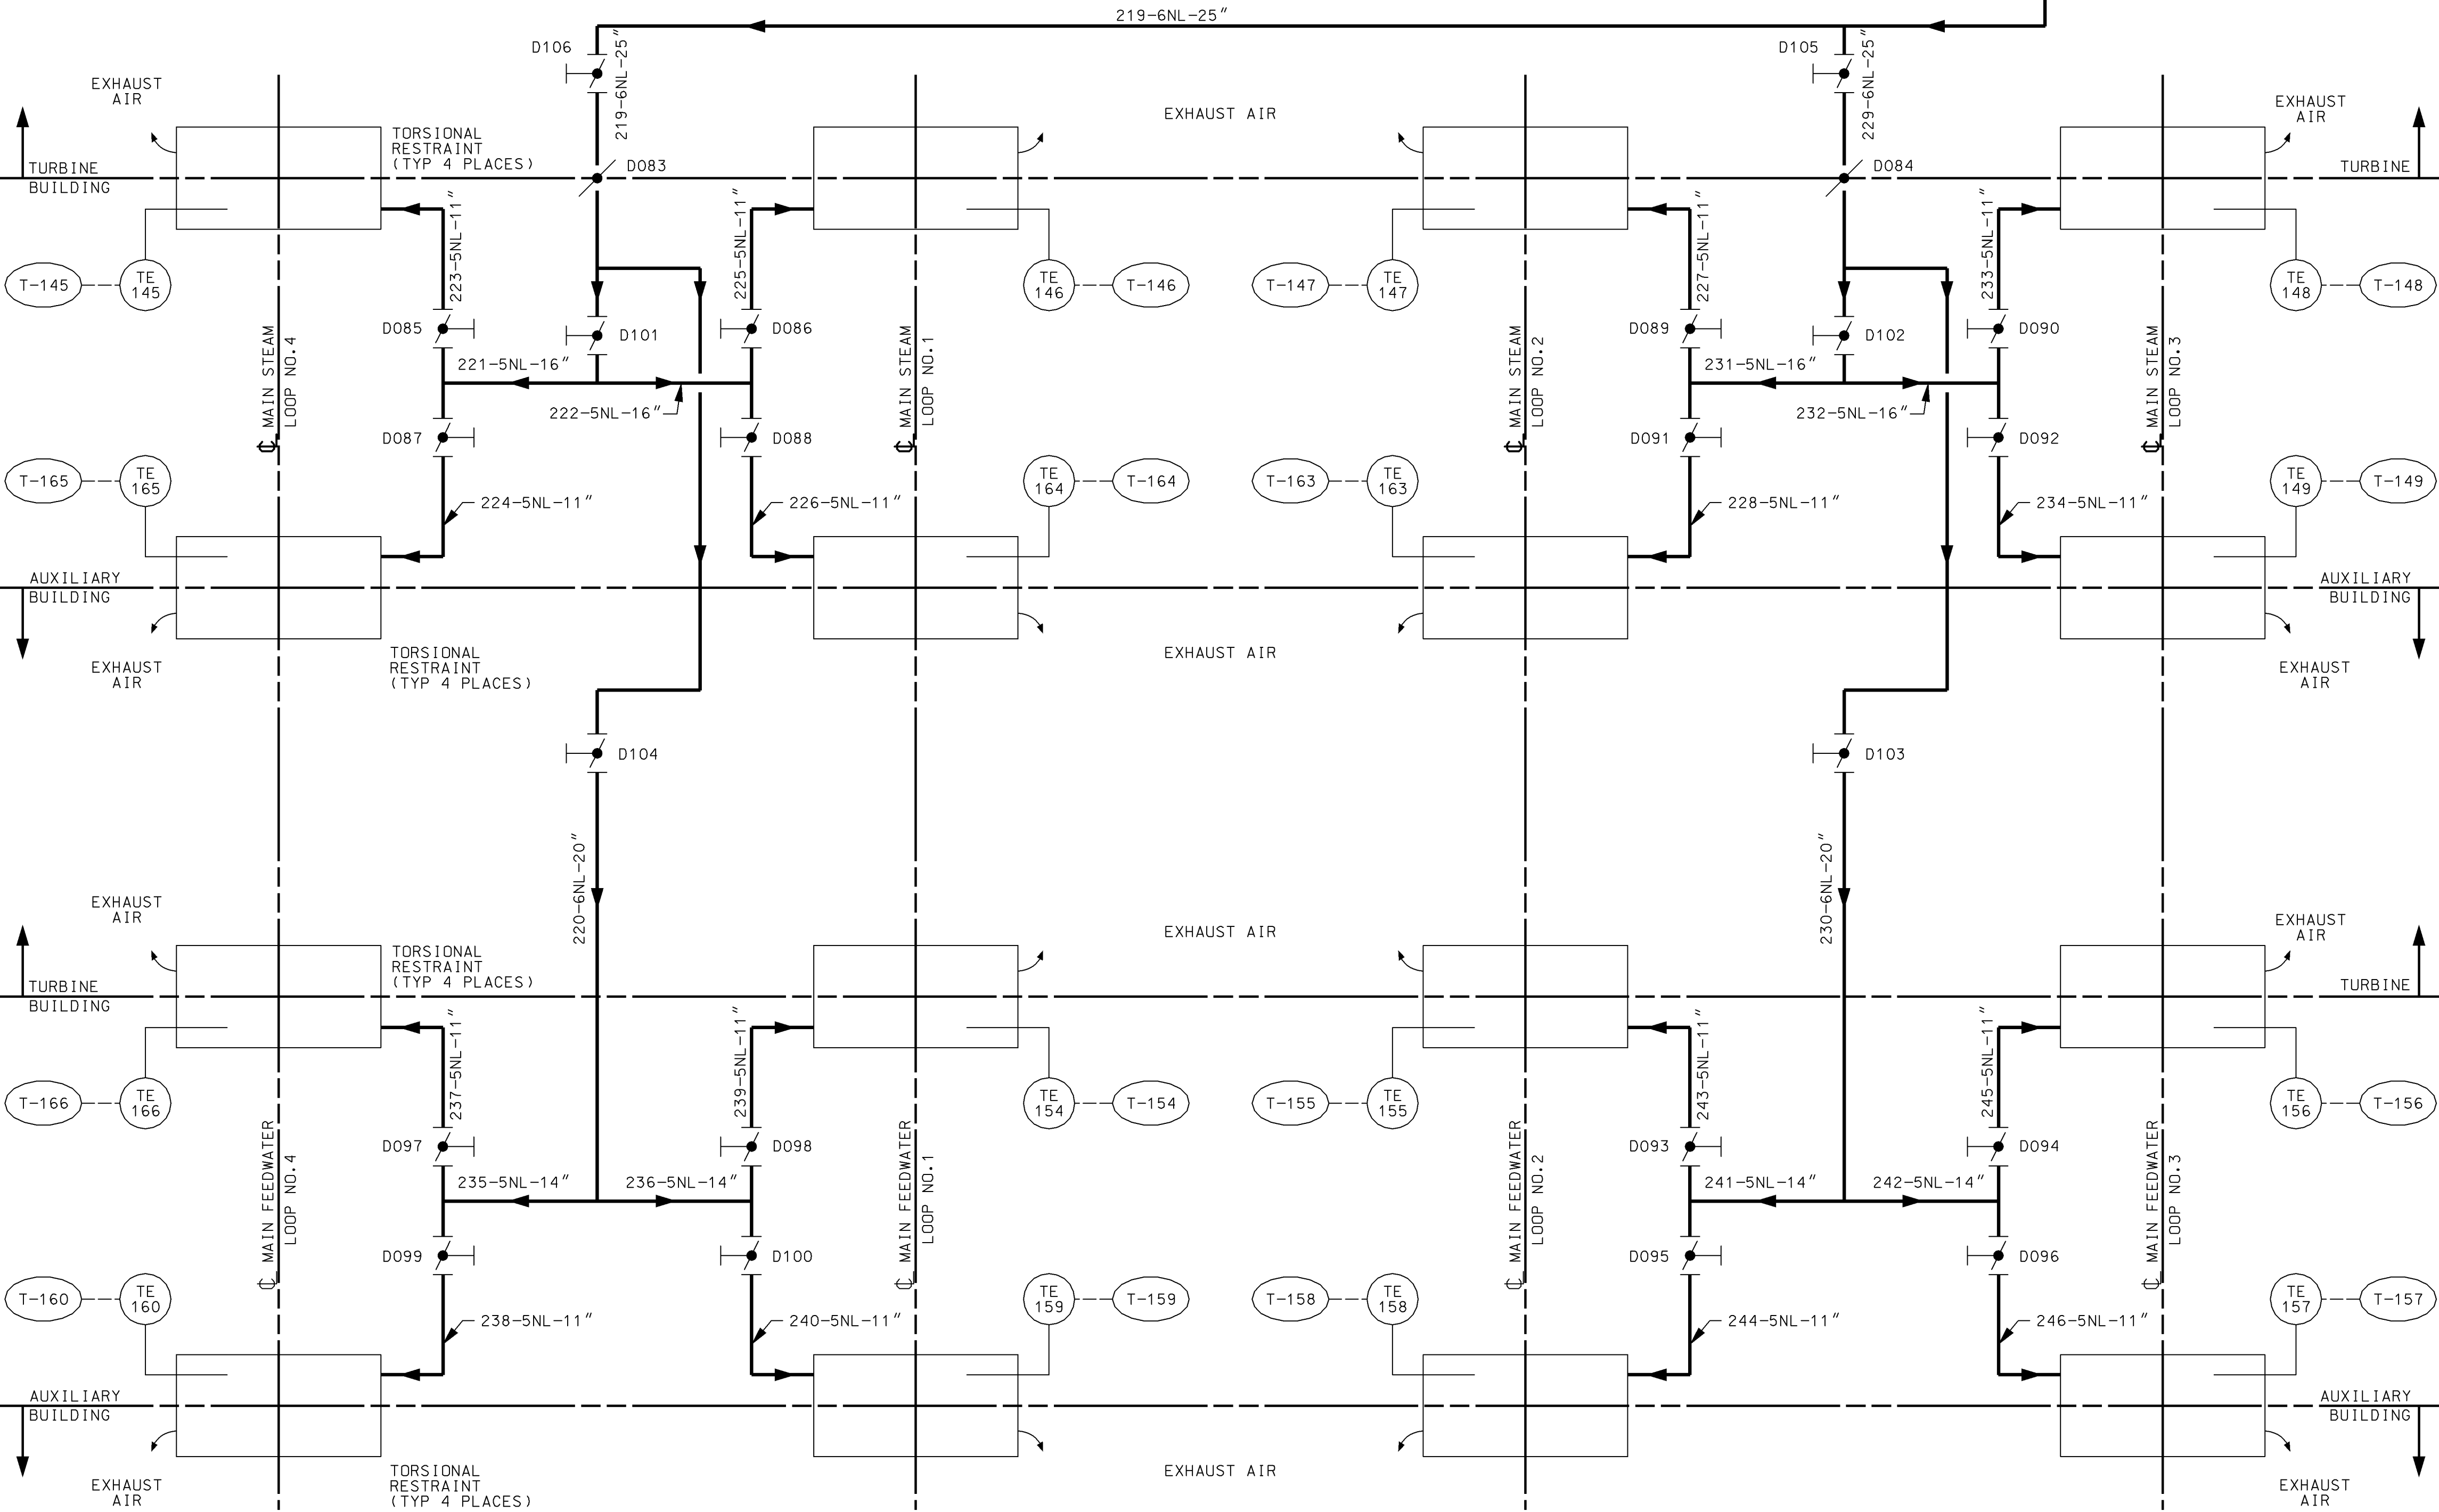 219-6NL-25"
D106
219-6NL-25"
D105
229-6NL-25"
EXHAUST
AIR
TORSIONAL
RESTRAINT
(TYP 4 PLACES)
EXHAUST AIR
EXHAUST
AIR
TURBINE
BUILDING
D083
D084
TURBINE
223-5NL-11"
225-5NL-11"
227-5NL-11"
233-5NL-11"
T-145
TE
145
TE
146
T-146
T-147
TE
147
TE
148
T-148
D085
D101
D086
D089
D102
D090
MAIN STEAM
LOOP NO.4
MAIN STEAM
LOOP NO.1
MAIN STEAM
LOOP NO.2
MAIN STEAM
LOOP NO.3
221-5NL-16"
222-5NL-16"
231-5NL-16"
232-5NL-16"
D087
D088
D091
D092
T-165
TE
165
TE
164
T-164
T-163
TE
163
TE
149
T-149
224-5NL-11"
226-5NL-11"
228-5NL-11"
234-5NL-11"
AUXILIARY
BUILDING
AUXILIARY
BUILDING
EXHAUST
AIR
TORSIONAL
RESTRAINT
(TYP 4 PLACES)
EXHAUST AIR
EXHAUST
AIR
D104
D103
220-6NL-20"
230-6NL-20"
EXHAUST
AIR
TORSIONAL
RESTRAINT
(TYP 4 PLACES)
EXHAUST AIR
EXHAUST
AIR
TURBINE
BUILDING
TURBINE
237-5NL-11"
239-5NL-11"
243-5NL-11"
245-5NL-11"
T-166
TE
166
TE
154
T-154
T-155
TE
155
TE
156
T-156
D097
D098
D093
D094
MAIN FEEDWATER
LOOP NO.4
MAIN FEEDWATER
LOOP NO.1
MAIN FEEDWATER
LOOP NO.2
MAIN FEEDWATER
LOOP NO.3
235-5NL-14"
236-5NL-14"
241-5NL-14"
242-5NL-14"
D099
D100
D095
D096
T-160
TE
160
TE
159
T-159
T-158
TE
158
TE
157
T-157
238-5NL-11"
240-5NL-11"
244-5NL-11"
246-5NL-11"
AUXILIARY
BUILDING
AUXILIARY
BUILDING
EXHAUST
AIR
TORSIONAL
RESTRAINT
(TYP 4 PLACES)
EXHAUST AIR
EXHAUST
AIR